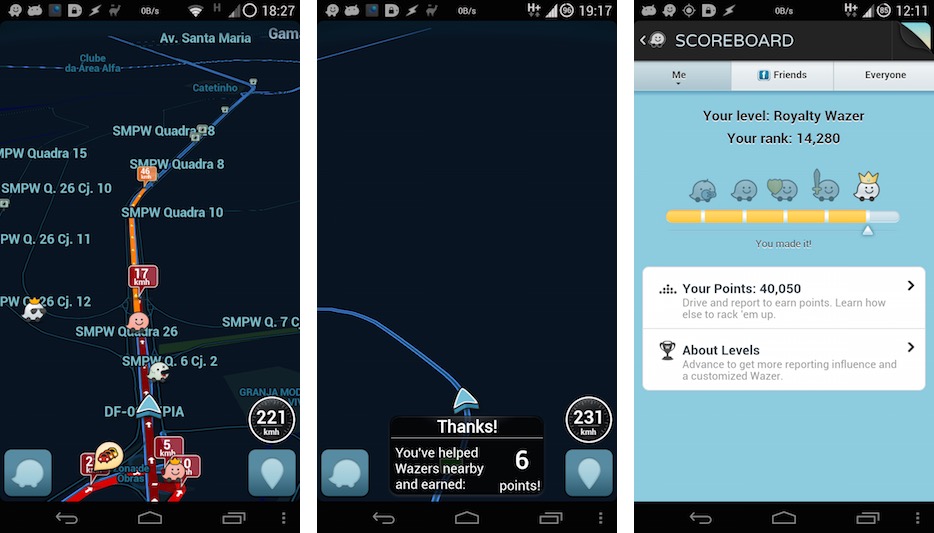 0B/s
H
18:27
Av. Santa Maria
Gam
Clube
da Área Alfa
Catetinho
SMPW Quadra 28
MPW Quadra 15
SMPW Quadra 8
46
kmh
SMPW Q. 26 Cj. 10
SMPW Quadra 10
PW Q. 26 Cj. 11
17
kmh
PW Q. 26 Cj. 12
SMPW Quadra 26
SMPW Q. 7 C
SMPW Q. 6 Cj. 2
GRANJA MOD
DF-0
PIA
221
kmh
5
kmh
2
0
Zona de
Obras
0B/s
H+
96
19:17
231
kmh
Thanks!
You've helped
Wazers nearby
and earned:
6
points!
0B/s
H+
85
12:11
SCOREBOARD
Me
Friends
Everyone
Your level: Royalty Wazer
Your rank: 14,280
You made it!
Your Points: 40,050
Drive and report to earn points. Learn how
else to rack 'em up.
About Levels
Advance to get more reporting influence and
a customized Wazer.